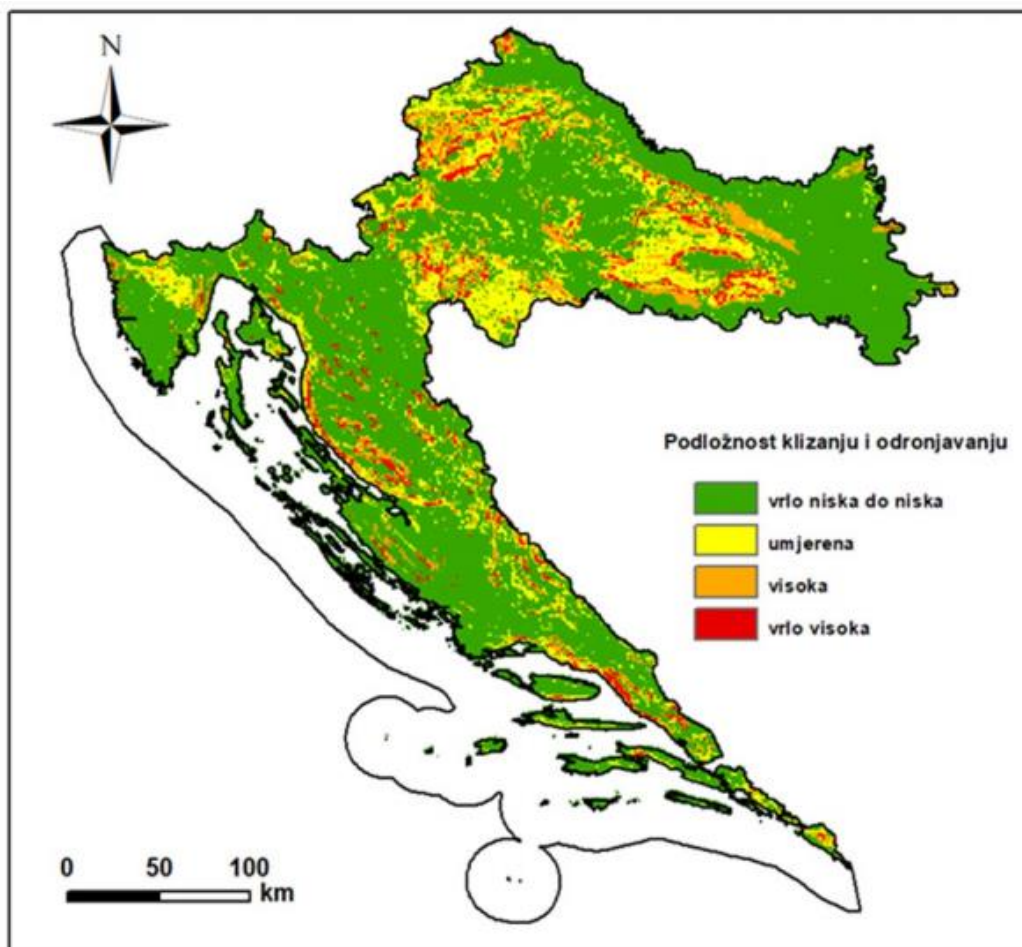 N
Podložnost klizanju i odronjavanju
vrlo niska do niska
umjerena
visoka
vrlo visoka
0 50 100
km